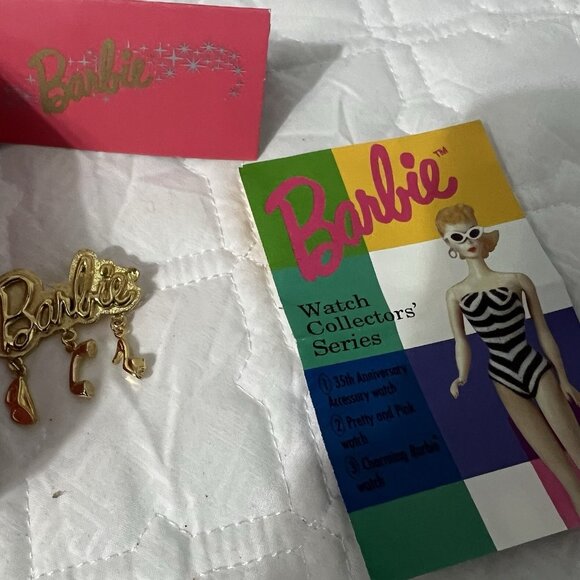 Barbie
Barbie™
Watch
Collectors'
Series
① 35th Anniversary
Accessory watch
② Pretty and Pink
watch
③ Charming Barbie™
watch
Barbie